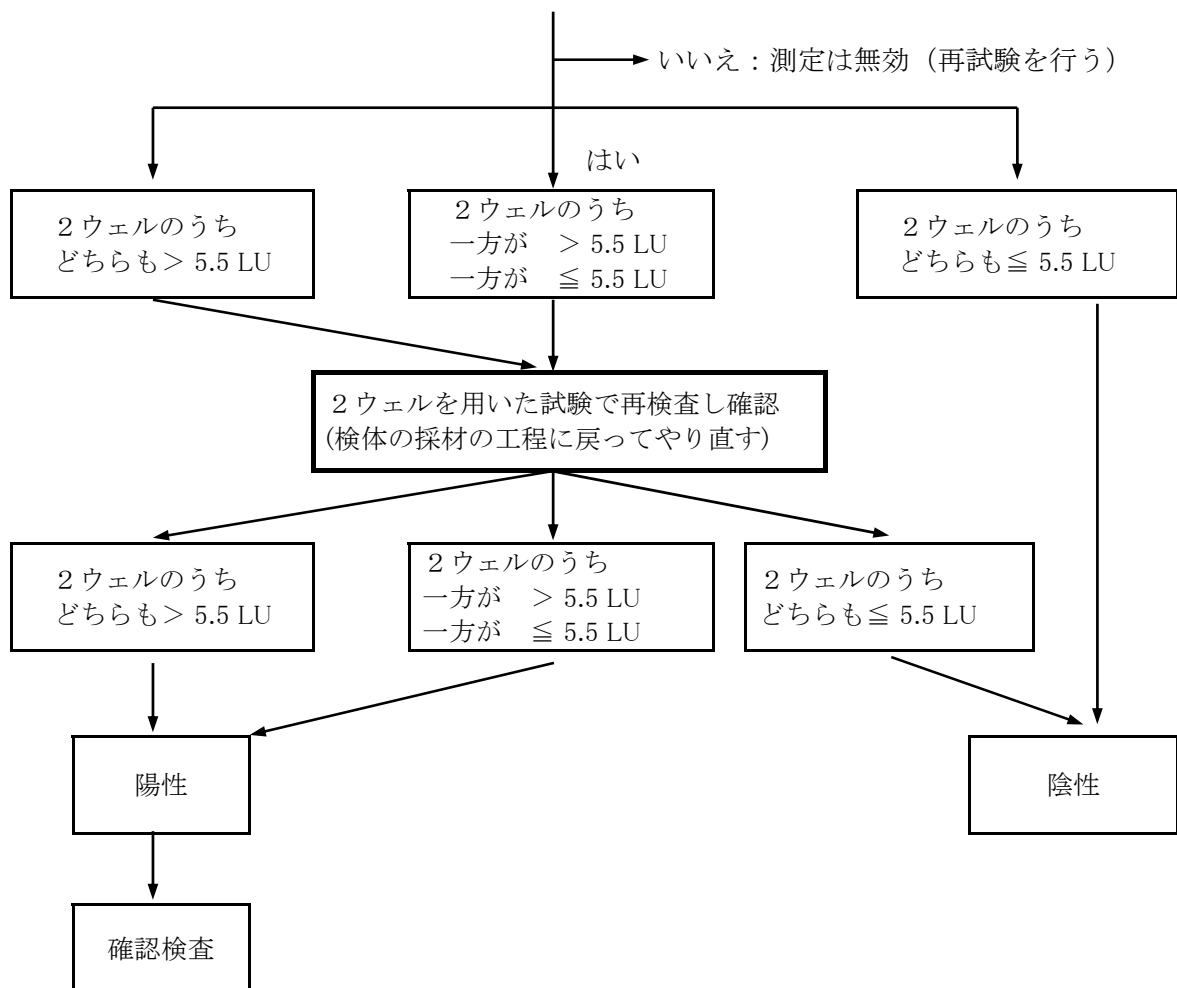 いいえ：測定は無効（再試験を行う）
はい
２ウェルのうち
どちらも＞ 5.5 LU
２ウェルのうち
一方が　＞ 5.5 LU
一方が　≦ 5.5 LU
２ウェルのうち
どちらも≦ 5.5 LU
２ウェルを用いた試験で再検査し確認
(検体の採材の工程に戻ってやり直す)
２ウェルのうち
どちらも＞ 5.5 LU
２ウェルのうち
一方が　＞ 5.5 LU
一方が　≦ 5.5 LU
２ウェルのうち
どちらも≦ 5.5 LU
陽性
陰性
確認検査